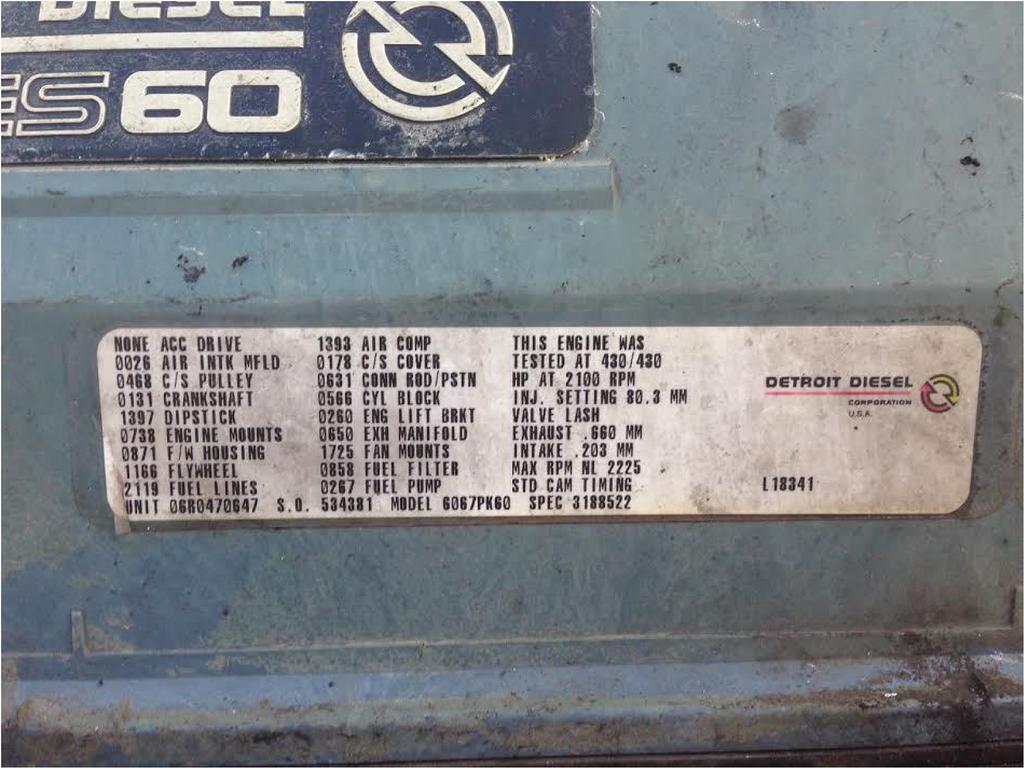 DIESEL
ES60
NONE ACC DRIVE 1393 AIR COMP THIS ENGINE WAS
0026 AIR INTK MFLD 0178 C/S COVER TESTED AT 430/430
0468 C/S PULLEY 0631 CONN ROD/PSTN HP AT 2100 RPM
0131 CRANKSHAFT 0566 CYL BLOCK INJ. SETTING 80.3 MM
1397 DIPSTICK 0260 ENG LIFT BRKT VALVE LASH
0738 ENGINE MOUNTS 0650 EXH MANIFOLD EXHAUST .660 MM
0871 F/W HOUSING 1725 FAN MOUNTS INTAKE .203 MM
1166 FLYWHEEL 0858 FUEL FILTER MAX RPM NL 2225
2119 FUEL LINES 0267 FUEL PUMP STD CAM TIMING L18341
UNIT 06R0470647 S.O. 534381 MODEL 6067PK60 SPEC 3188522
DETROIT DIESEL
CORPORATION
U.S.A.